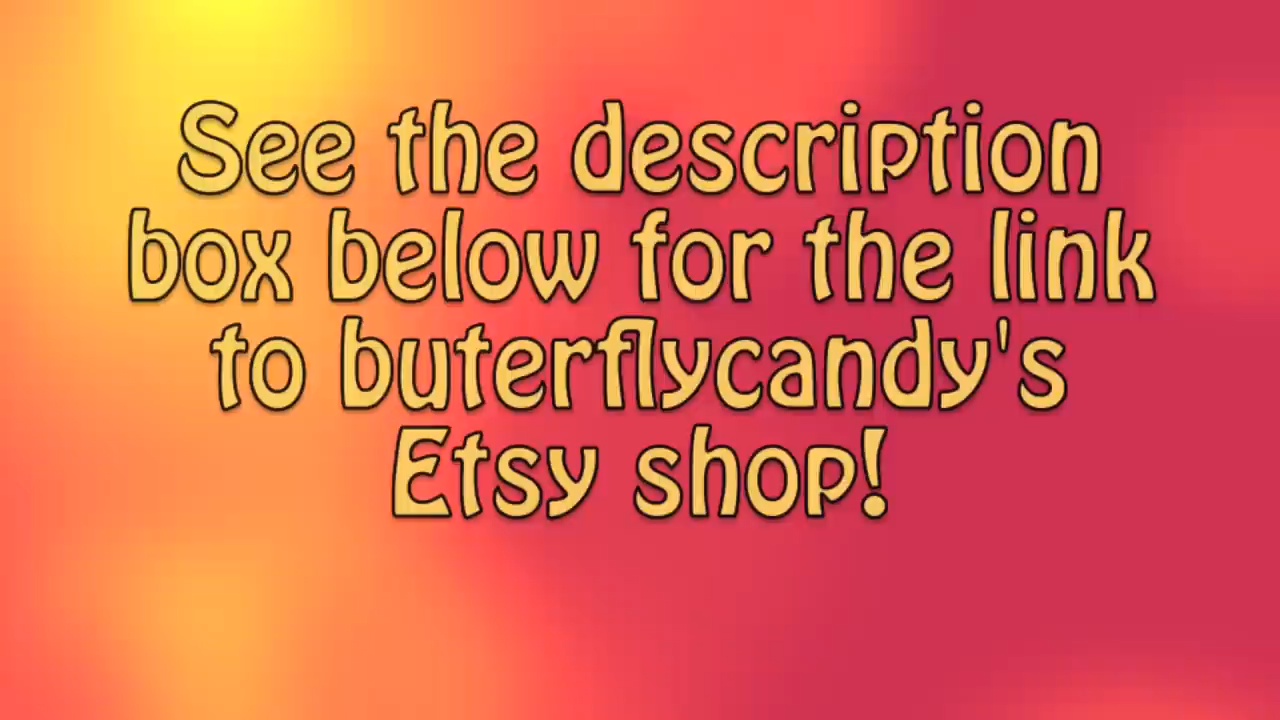 See the description
box below for the link
to buterflycandy's
Etsy shop!